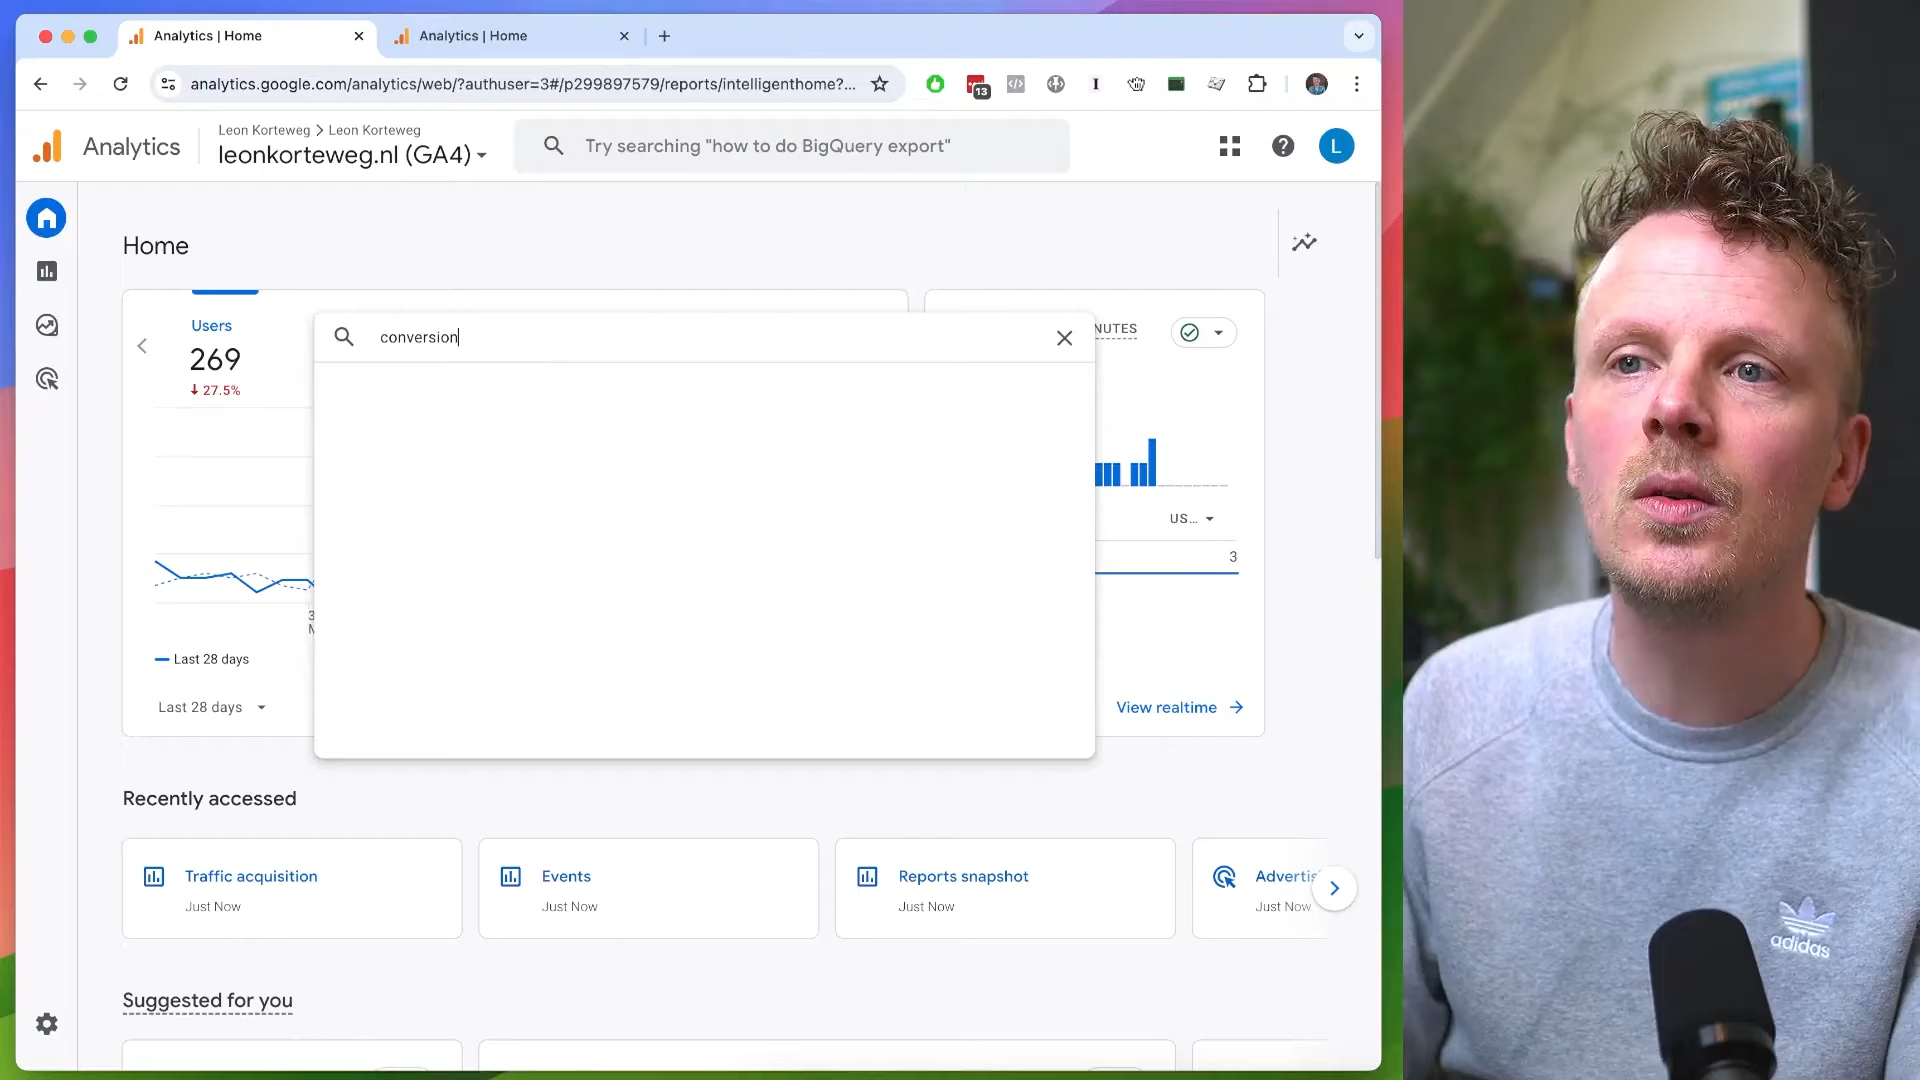 Analytics | Home
Analytics | Home
analytics.google.com/analytics/web/?authuser=3#/p299897579/reports/intelligenthome?...
13
Analytics
Leon Korteweg > Leon Korteweg
leonkorteweg.nl (GA4)
Try searching "how to do BigQuery export"
L
Home
Users
269
27.5%
conversion
NUTES
US...
3
3
M
Last 28 days
Last 28 days
View realtime
Recently accessed
Traffic acquisition
Just Now
Events
Just Now
Reports snapshot
Just Now
Advertis
Just Now
Suggested for you
adidas